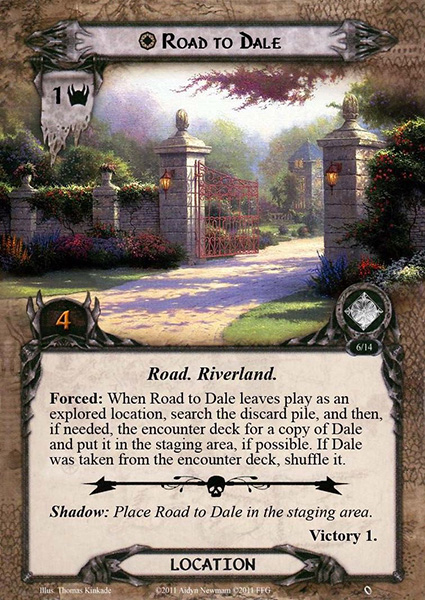 Road to Dale
1
4
6/14
Road. Riverland.
Forced: When Road to Dale leaves play as an
explored location, search the discard pile, and then,
if needed, the encounter deck for a copy of Dale
and put it in the staging area, if possible. If Dale
was taken from the encounter deck, shuffle it.
Shadow: Place Road to Dale in the staging area.
Victory 1.
LOCATION
Illus. Thomas Kinkade
©2011 Aidyn Newmam ©2011 FFG